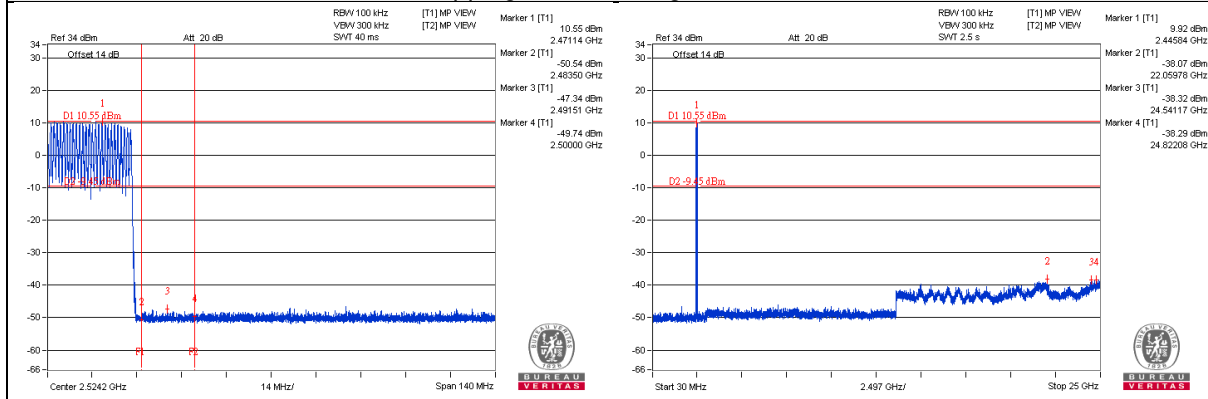 RBW 100 kHz [T1] MP VIEW
VBW 300 kHz [T2] MP VIEW
Ref 34 dBm Att 20 dB SWT 40 ms
Offset 14 dB
Marker 1 [T1]
10.55 dBm
2.47114 GHz
Marker 2 [T1]
-50.54 dBm
2.48350 GHz
Marker 3 [T1]
-47.34 dBm
2.49151 GHz
Marker 4 [T1]
-49.74 dBm
2.50000 GHz
34
30
20
10
0
-10
-20
-30
-40
-50
-60
-66
1
D1 10.55 dBm
D2 -9.45 dBm
2
3
4
F1
F2
Center 2.5242 GHz 14 MHz/ Span 140 MHz
BUREAU VERITAS
1828
BUREAU
VERITAS
RBW 100 kHz [T1] MP VIEW
VBW 300 kHz [T2] MP VIEW
Ref 34 dBm Att 20 dB SWT 2.5 s
Offset 14 dB
Marker 1 [T1]
9.92 dBm
2.44584 GHz
Marker 2 [T1]
-38.07 dBm
22.05978 GHz
Marker 3 [T1]
-38.32 dBm
24.54117 GHz
Marker 4 [T1]
-38.29 dBm
24.82208 GHz
34
30
20
10
0
-10
-20
-30
-40
-50
-60
-66
1
D1 10.55 dBm
D2 -9.45 dBm
2
34
Start 30 MHz 2.497 GHz/ Stop 25 GHz
BUREAU VERITAS
1828
BUREAU
VERITAS